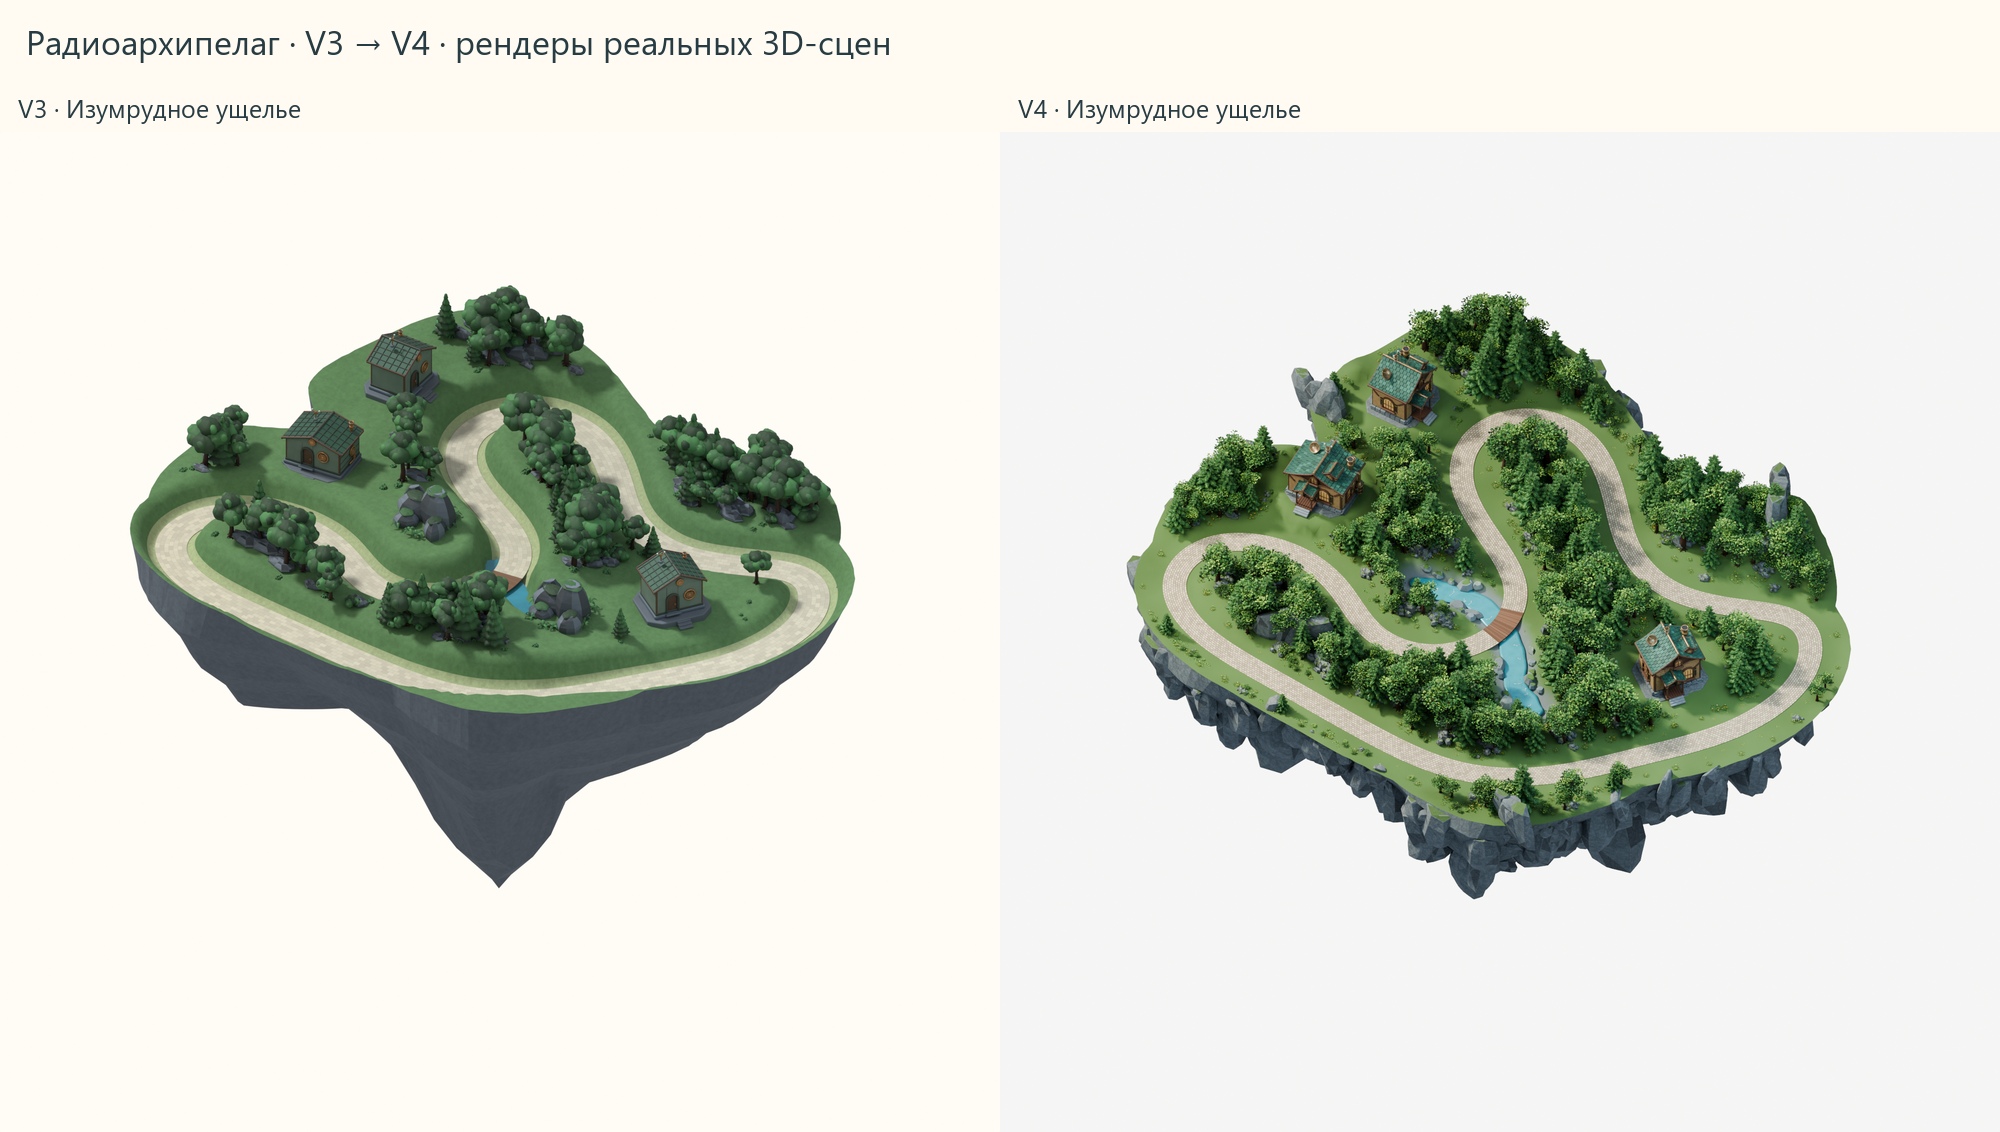 Радиоархипелаг · V3 → V4 · рендеры реальных 3D-сцен
V3 · Изумрудное ущелье
V4 · Изумрудное ущелье